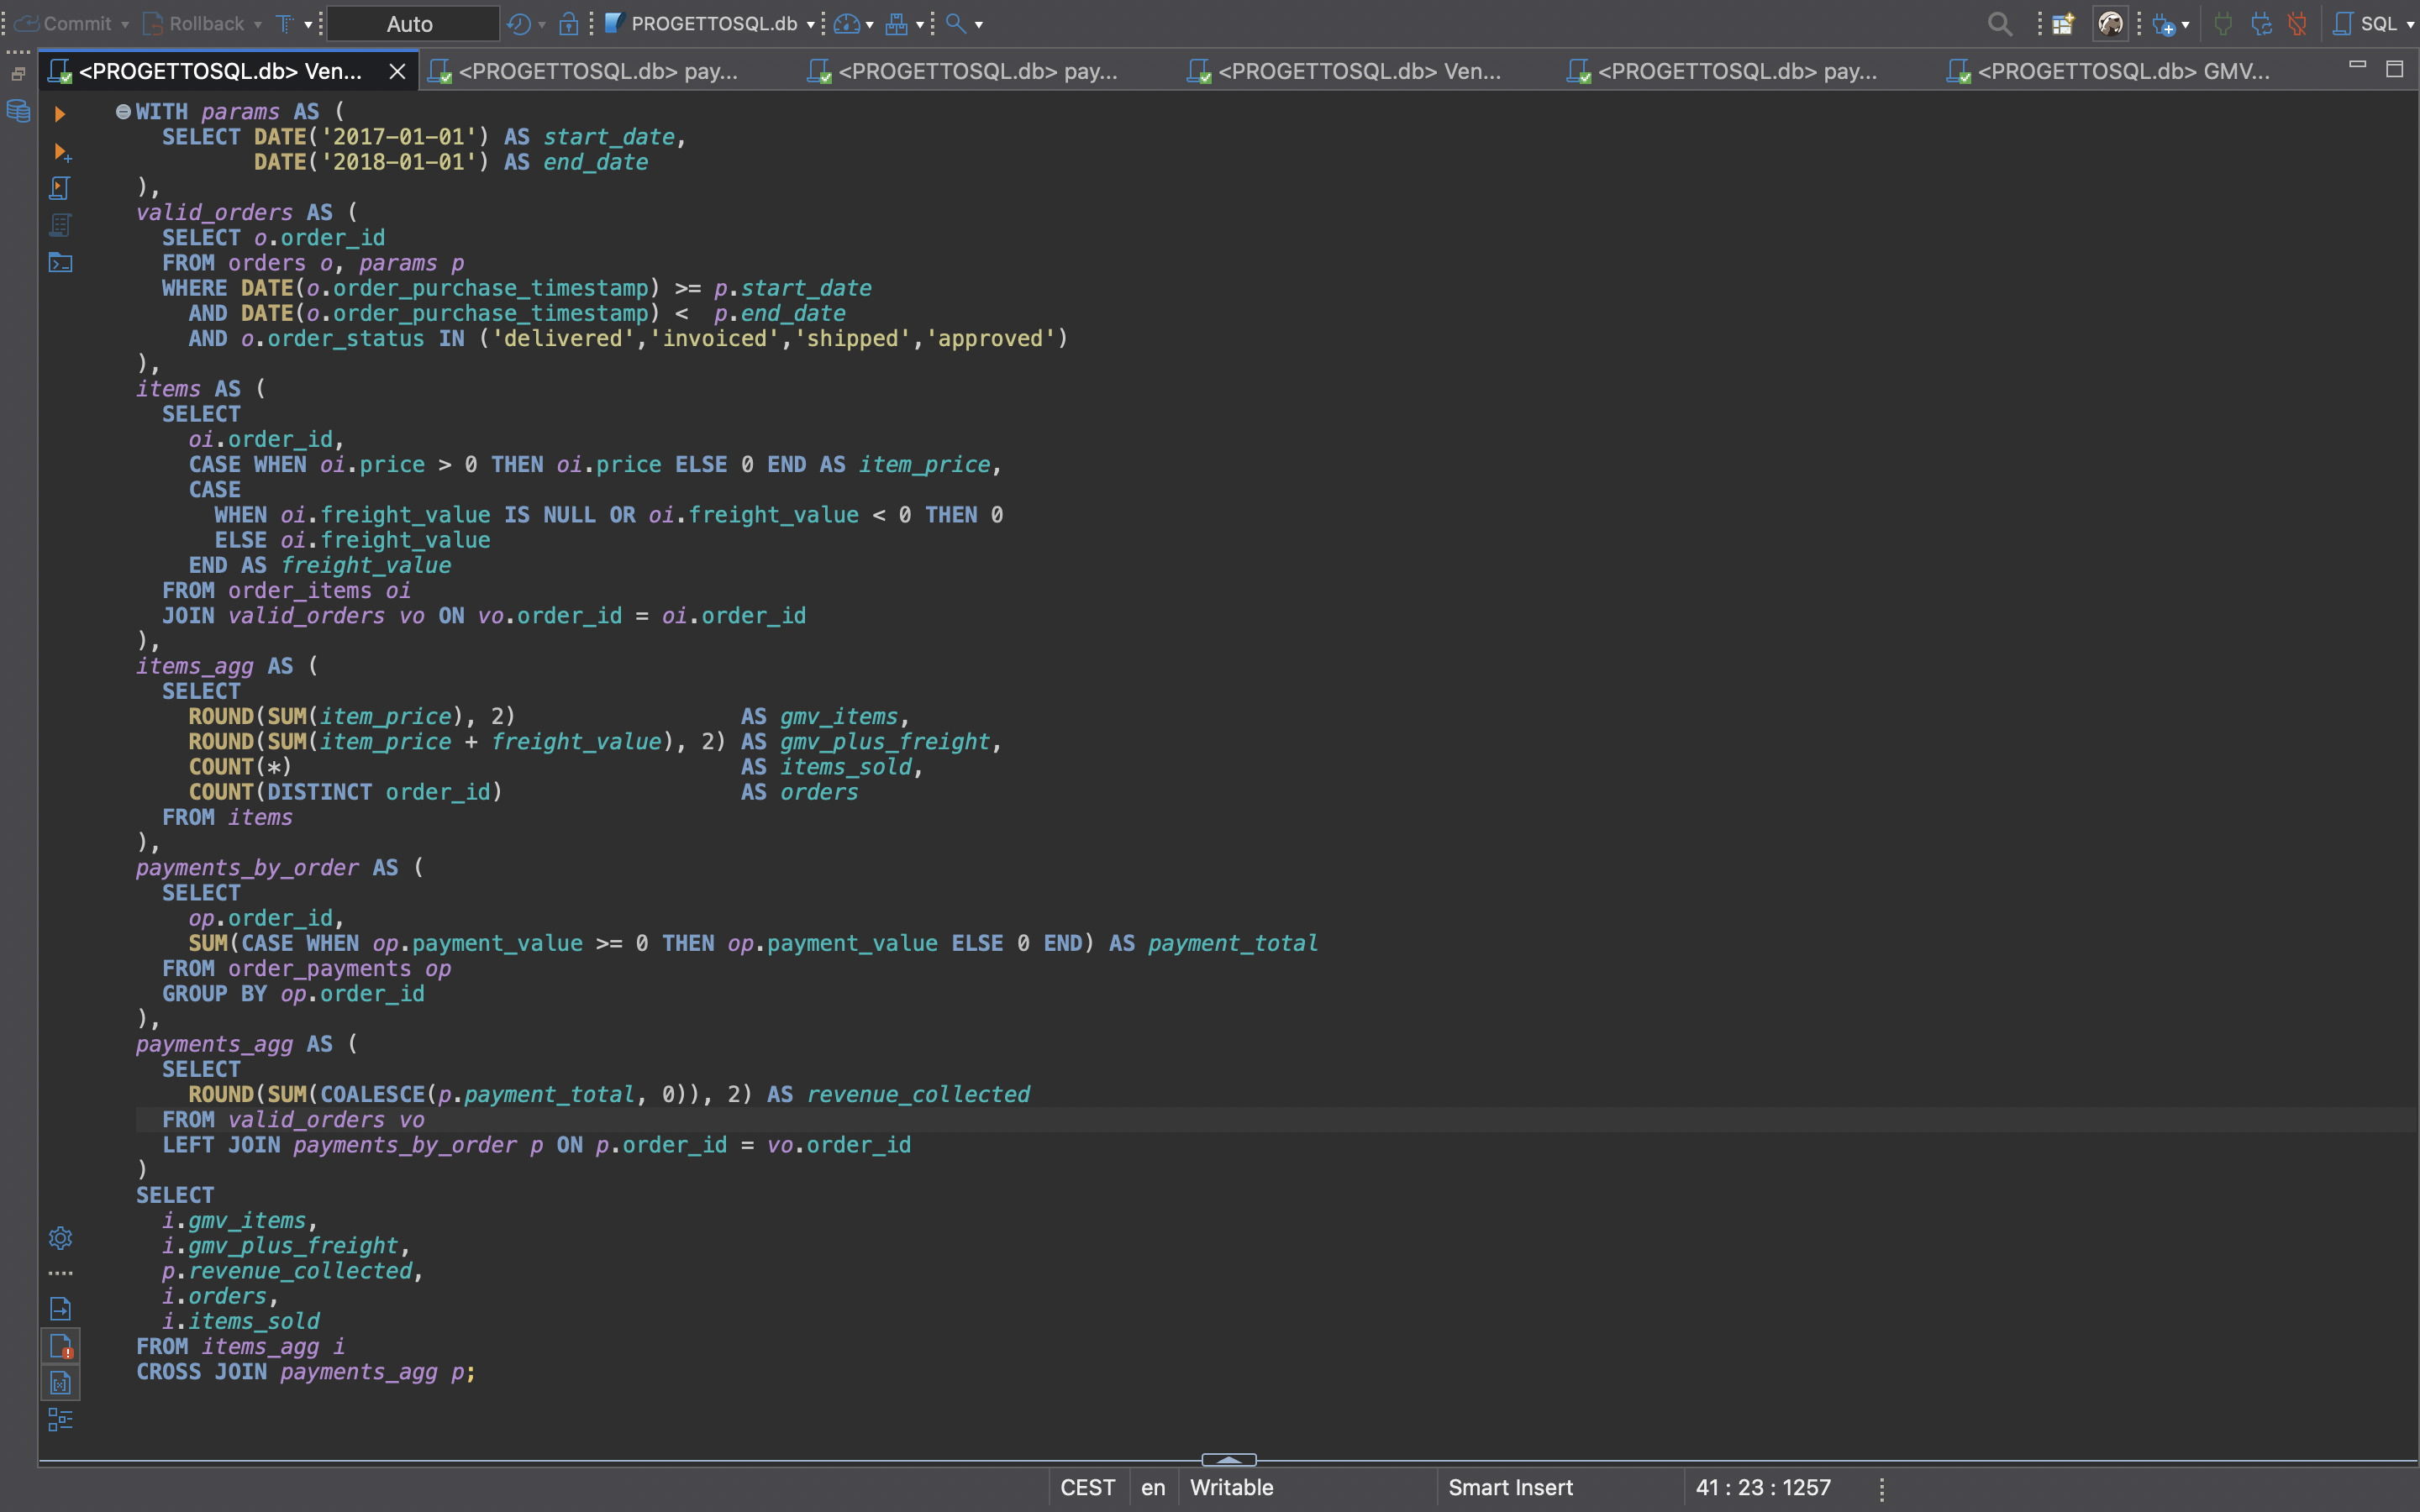 Commit Rollback Auto PROGETTOSQL.db SQL
<PROGETTOSQL.db> Ven... <PROGETTOSQL.db> pay... <PROGETTOSQL.db> pay... <PROGETTOSQL.db> Ven... <PROGETTOSQL.db> pay... <PROGETTOSQL.db> GMV...
WITH params AS (
  SELECT DATE('2017-01-01') AS start_date,
         DATE('2018-01-01') AS end_date
),
valid_orders AS (
  SELECT o.order_id
  FROM orders o, params p
  WHERE DATE(o.order_purchase_timestamp) >= p.start_date
    AND DATE(o.order_purchase_timestamp) <  p.end_date
    AND o.order_status IN ('delivered','invoiced','shipped','approved')
),
items AS (
  SELECT
    oi.order_id,
    CASE WHEN oi.price > 0 THEN oi.price ELSE 0 END AS item_price,
    CASE
      WHEN oi.freight_value IS NULL OR oi.freight_value < 0 THEN 0
      ELSE oi.freight_value
    END AS freight_value
  FROM order_items oi
  JOIN valid_orders vo ON vo.order_id = oi.order_id
),
items_agg AS (
  SELECT
    ROUND(SUM(item_price), 2)                 AS gmv_items,
    ROUND(SUM(item_price + freight_value), 2) AS gmv_plus_freight,
    COUNT(*)                                  AS items_sold,
    COUNT(DISTINCT order_id)                  AS orders
  FROM items
),
payments_by_order AS (
  SELECT
    op.order_id,
    SUM(CASE WHEN op.payment_value >= 0 THEN op.payment_value ELSE 0 END) AS payment_total
  FROM order_payments op
  GROUP BY op.order_id
),
payments_agg AS (
  SELECT
    ROUND(SUM(COALESCE(p.payment_total, 0)), 2) AS revenue_collected
  FROM valid_orders vo
  LEFT JOIN payments_by_order p ON p.order_id = vo.order_id
)
SELECT
  i.gmv_items,
  i.gmv_plus_freight,
  p.revenue_collected,
  i.orders,
  i.items_sold
FROM items_agg i
CROSS JOIN payments_agg p;
CEST en Writable Smart Insert 41 : 23 : 1257